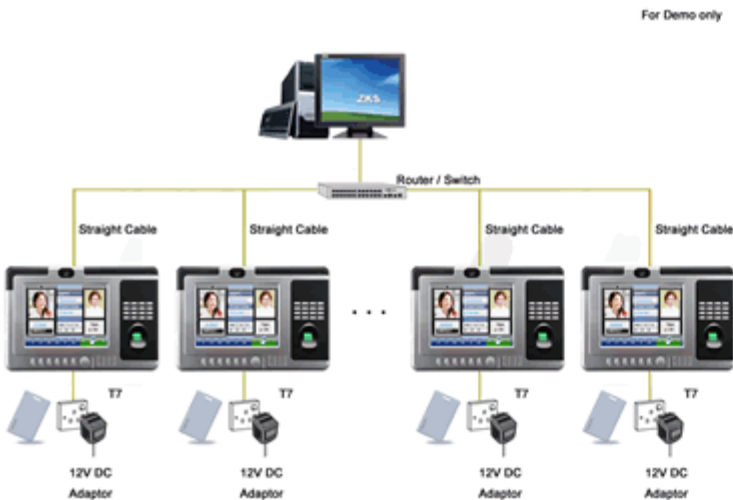 For Demo only
ZKS
Router / Switch
Straight Cable
Straight Cable
Straight Cable
Straight Cable
. . .
T7
T7
T7
T7
12V DC
Adaptor
12V DC
Adaptor
12V DC
Adaptor
12V DC
Adaptor